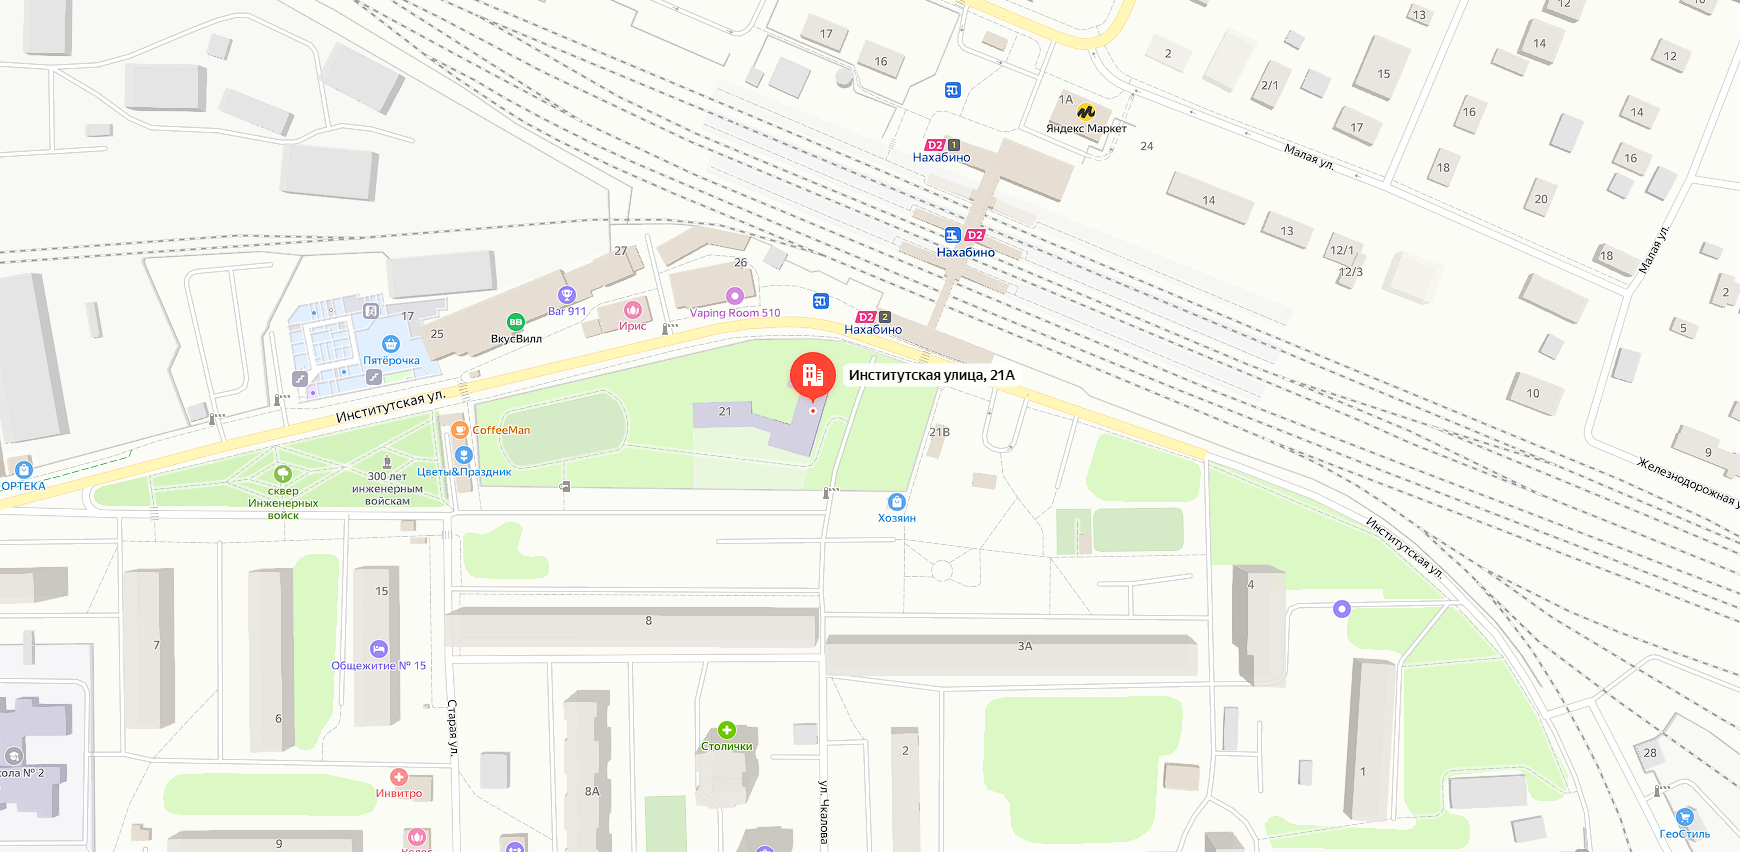 13
12
17
16
2
14
12
15
2/1
1А
Яндекс Маркет
16
14
17
24
D2 1
Нахабино
Малая ул.
18
16
14
20
13
D2
Нахабино
12/1
12/3
18
Малая ул.
2
5
27
26
Bar 911
Vaping Room 510
Ирис
17
25
ВкусВилл
Пятёрочка
D2 2
Нахабино
Институтская улица, 21А
10
Институтская ул.
21
21В
CoffeeMan
Цветы&Праздник
9
Железнодорожная у
ОРТЕКА
сквер
Инженерных
войск
300 лет
инженерным
войскам
Хозяин
Институтская ул.
4
15
8
3А
7
Общежитие № 15
6
Старая ул.
Столички
2
кола № 2
28
1
Инвитро
8А
ул. Чкалова
ГеоСтиль
9